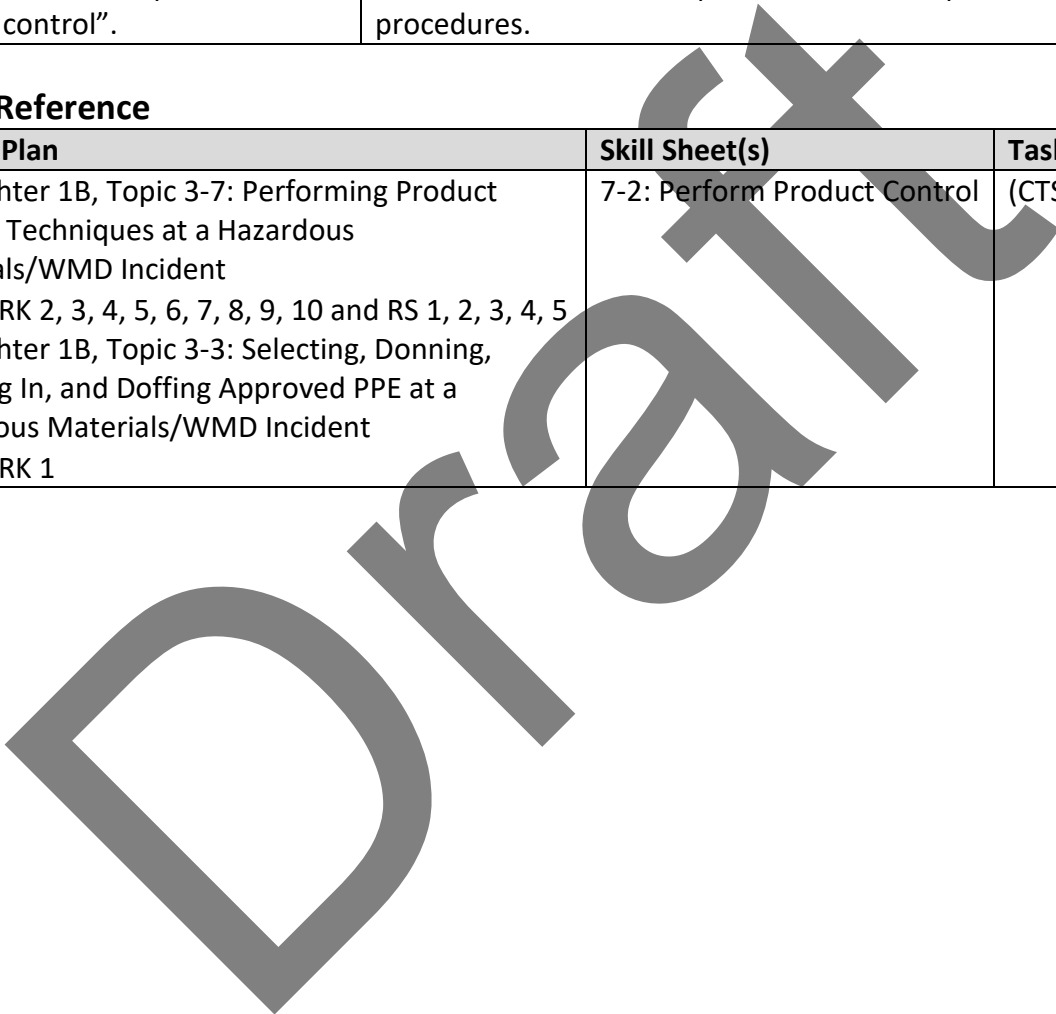 control”.
procedures.
Reference
Plan
Skill Sheet(s)
hter 1B, Topic 3-7: Performing Product
7-2: Perform Product Control
(CTS
Techniques at a Hazardous
als/WMD Incident
RK 2, 3, 4, 5, 6, 7, 8, 9, 10 and RS 1, 2, 3, 4, 5
hter 1B, Topic 3-3: Selecting, Donning,
g In, and Doffing Approved PPE at a
ous Materials/WMD Incident
RK 1
Draft